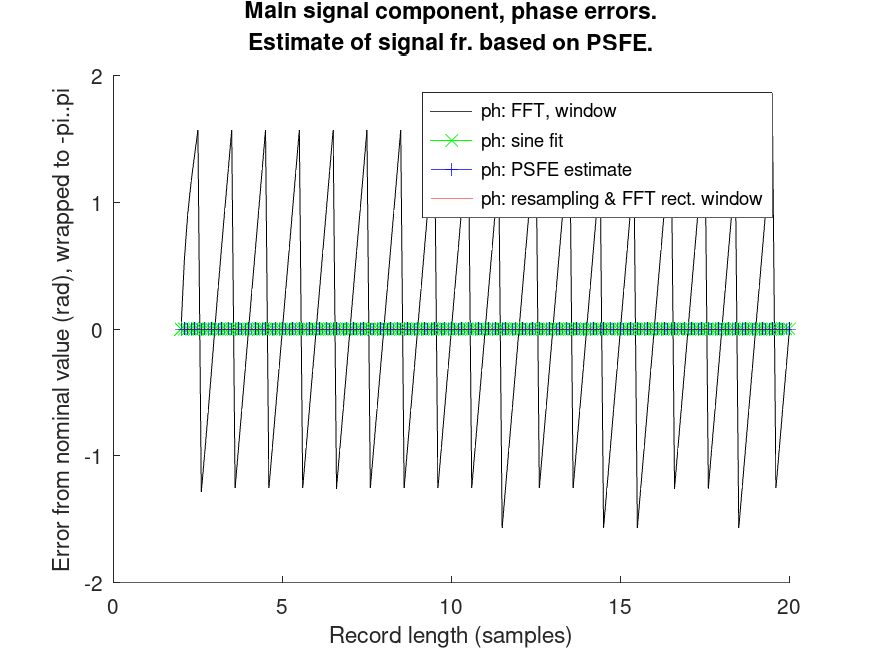 Main signal component, phase errors.
Estimate of signal fr. based on PSFE.
Error from nominal value (rad), wrapped to -pi..pi
2
1
0
-1
-2
ph: FFT, window
ph: sine fit
ph: PSFE estimate
ph: resampling & FFT rect. window
0
5
10
15
20
Record length (samples)